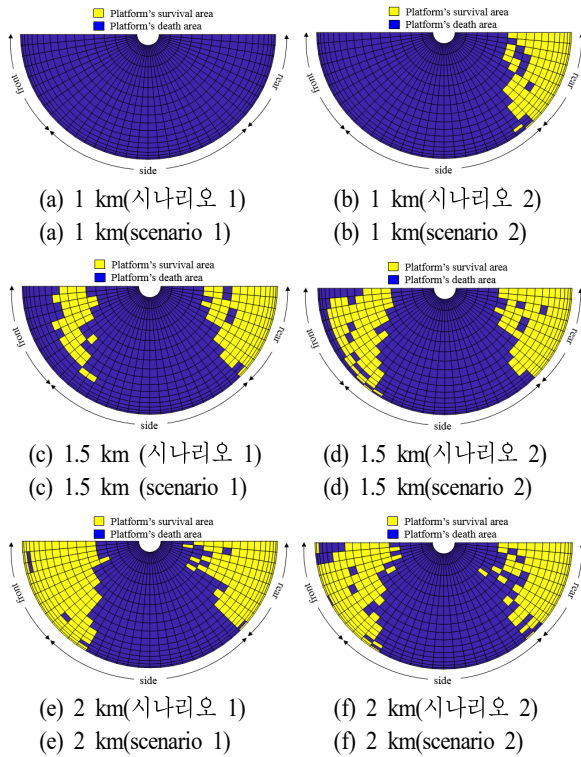 Platform's survival area
Platform's death area
front
rear
side
(a) 1 km(시나리오 1)
(a) 1 km(scenario 1)
Platform's survival area
Platform's death area
front
rear
side
(b) 1 km(시나리오 2)
(b) 1 km(scenario 2)
Platform's survival area
Platform's death area
front
rear
side
(c) 1.5 km (시나리오 1)
(c) 1.5 km (scenario 1)
Platform's survival area
Platform's death area
front
rear
side
(d) 1.5 km(시나리오 2)
(d) 1.5 km(scenario 2)
Platform's survival area
Platform's death area
front
rear
side
(e) 2 km(시나리오 1)
(e) 2 km(scenario 1)
Platform's survival area
Platform's death area
front
rear
side
(f) 2 km(시나리오 2)
(f) 2 km(scenario 2)